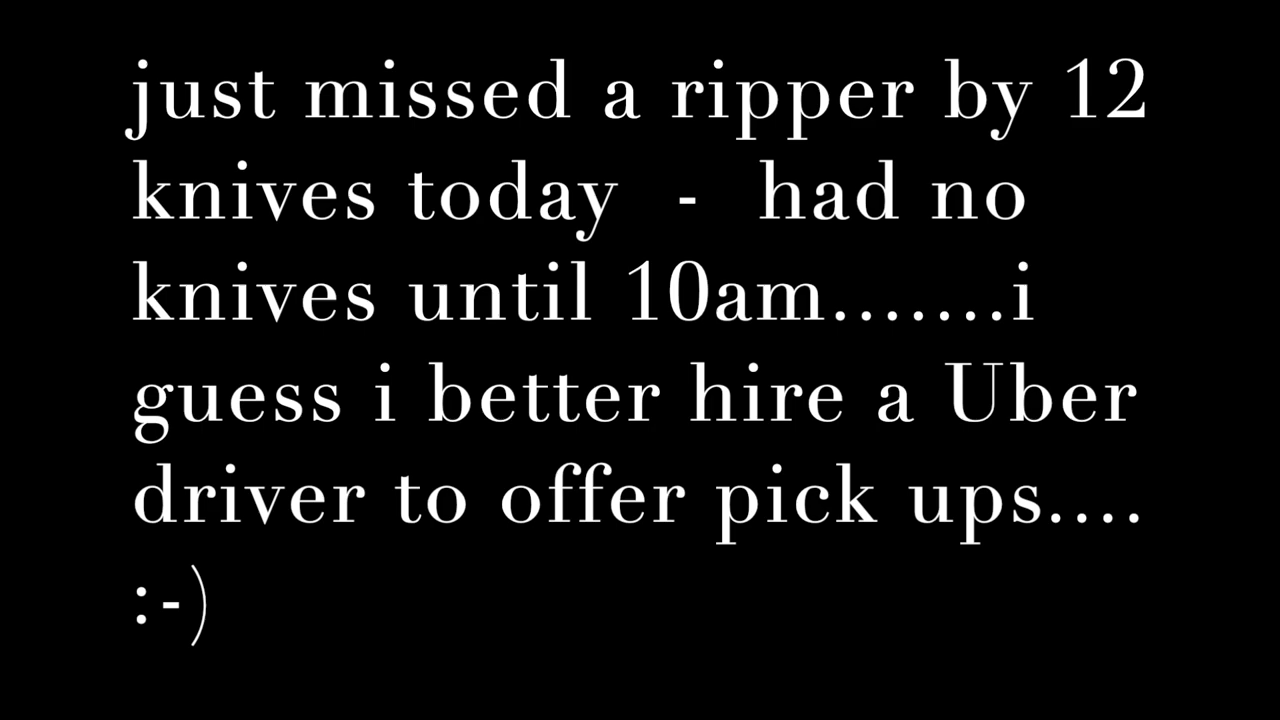 just missed a ripper by 12
knives today  -  had no
knives until 10am.......i
guess i better hire a Uber
driver to offer pick ups....
:-)